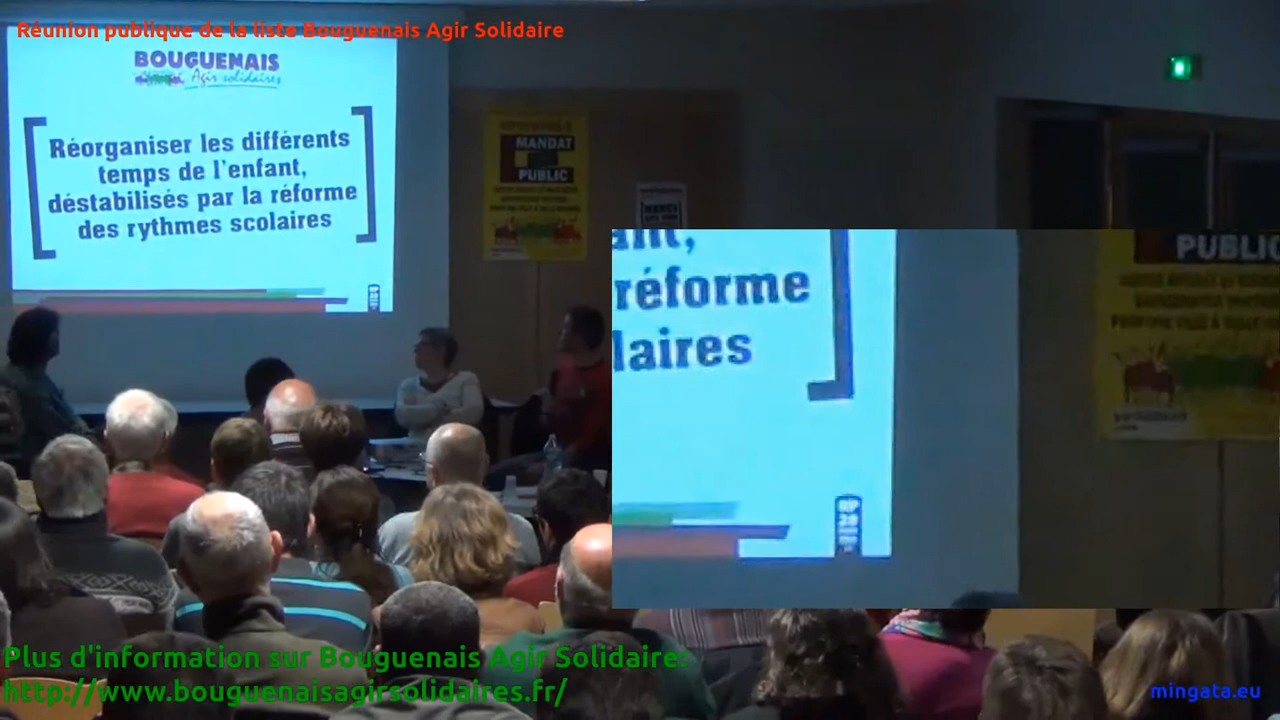 Réunion publique de la liste Bouguenais Agir Solidaire
BOUGUENAIS
Agir solidaires
Réorganiser les différents
temps de l'enfant,
déstabilisés par la réforme
des rythmes scolaires
MANDAT
PUBLIC
MERCI
ant,
réforme
laires
PUBLIC
Plus d'information sur Bouguenais Agir Solidaire:
http://www.bouguenaisagirsolidaires.fr/
mingata.eu